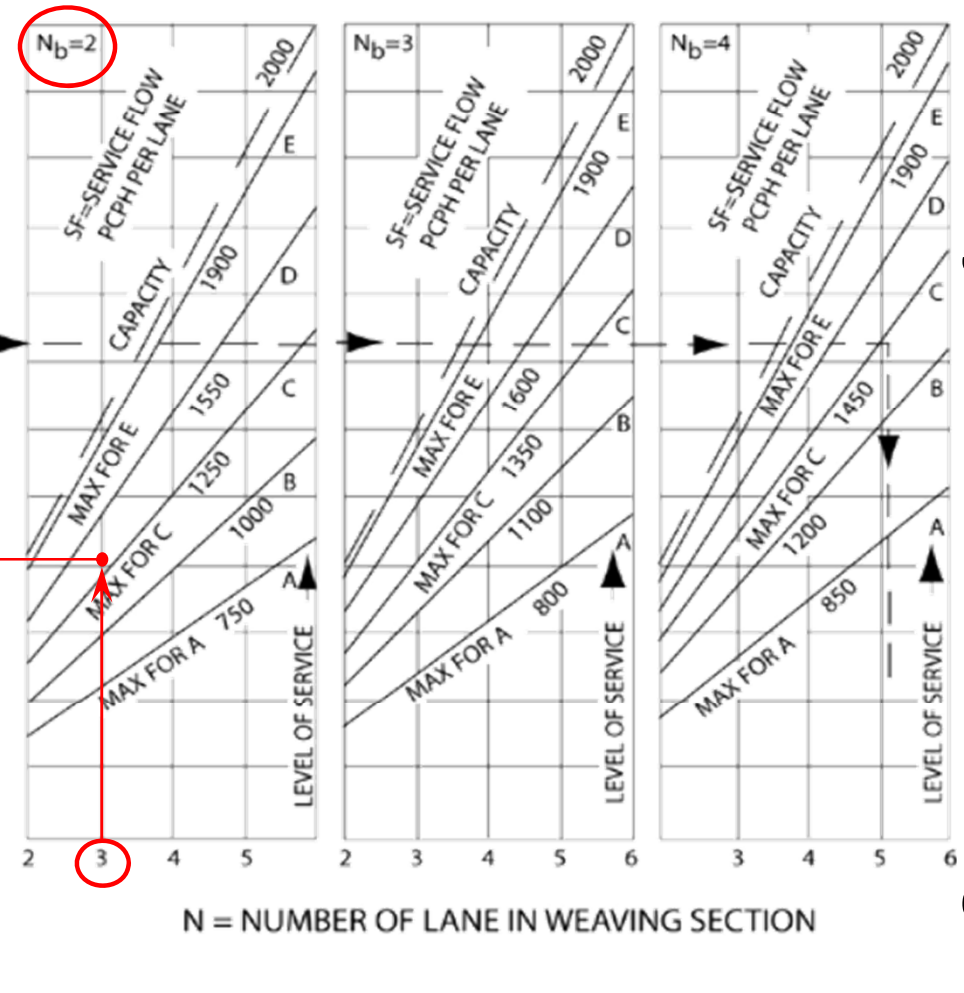 Nb=2
2000
SF=SERVICE FLOW
PCPH PER LANE
E
CAPACITY
1900
D
1550
C
MAX FOR E
1250
B
1000
MAX FOR C
A
750
MAX FOR A
LEVEL OF SERVICE
2 3 4 5
Nb=3
2000
SF=SERVICE FLOW
PCPH PER LANE
E
1900
CAPACITY
D
C
1600
MAX FOR E
B
1350
MAX FOR C
1100
A
800
MAX FOR A
LEVEL OF SERVICE
2 3 4 5 6
Nb=4
2000
SF=SERVICE FLOW
PCPH PER LANE
E
1900
D
CAPACITY
C
MAX FOR E
B
1450
MAX FOR C
1200
A
850
MAX FOR A
LEVEL OF SERVICE
3 4 5 6
N = NUMBER OF LANE IN WEAVING SECTION